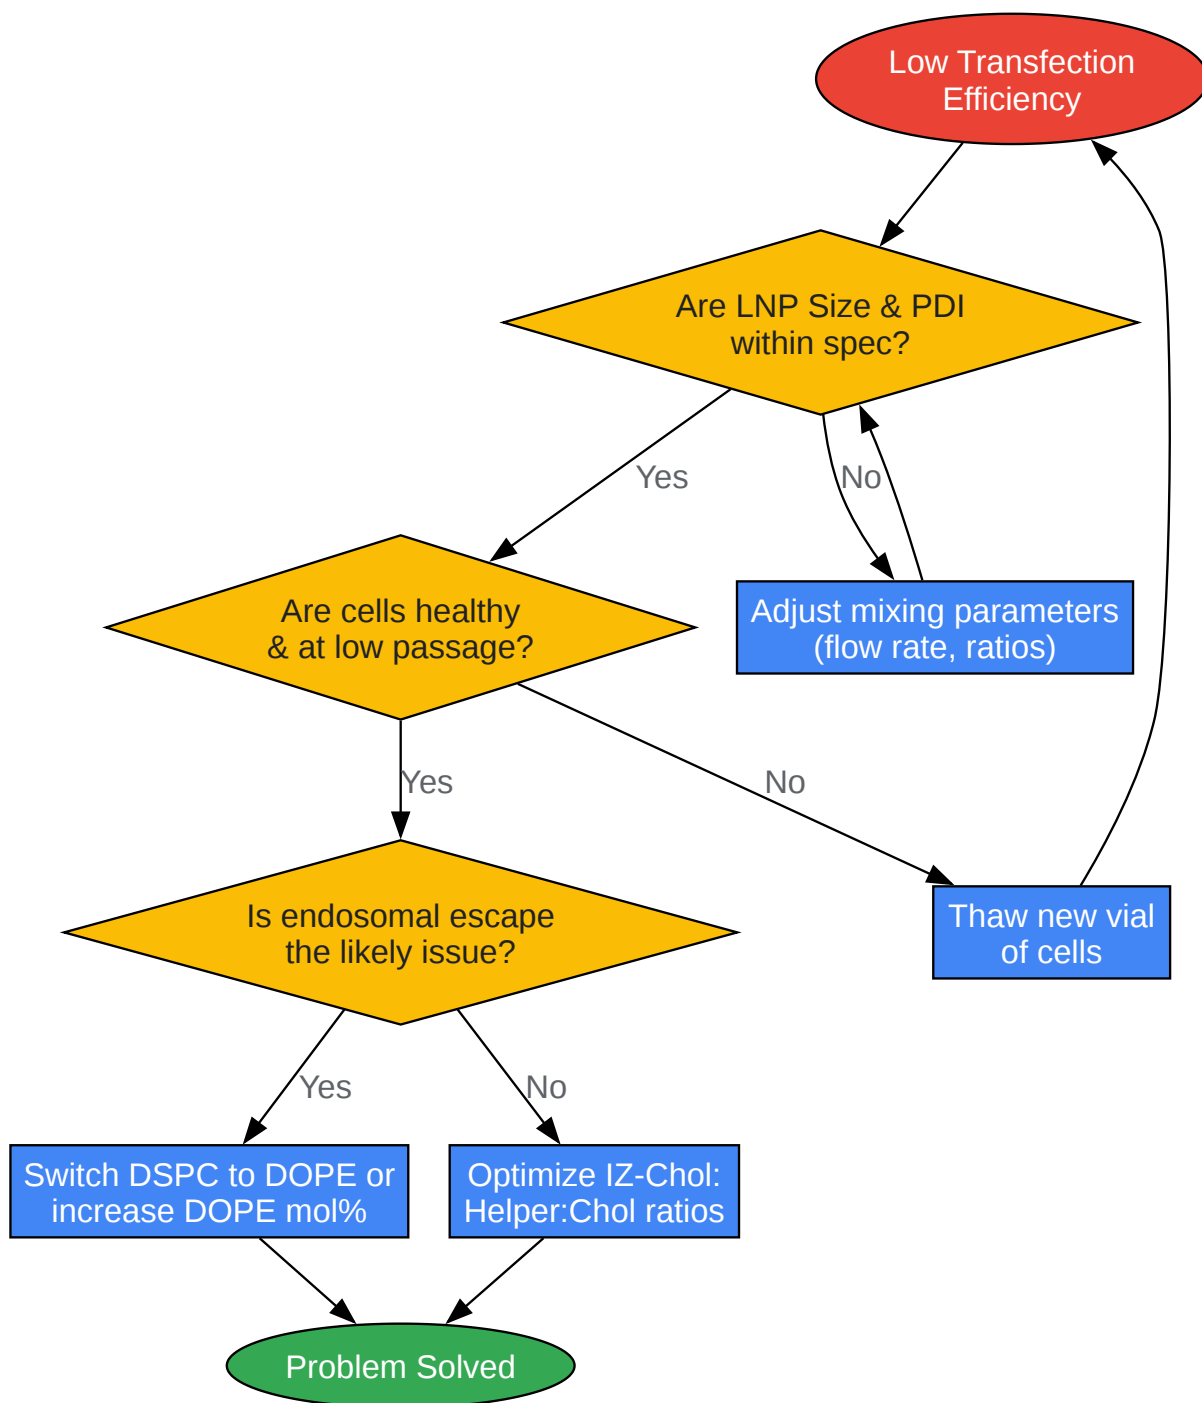 Low Transfection
Efficiency
Are LNP Size & PDI
within spec?
Yes
No
Are cells healthy
& at low passage?
Adjust mixing parameters
(flow rate, ratios)
Yes
No
Is endosomal escape
the likely issue?
Thaw new vial
of cells
Yes
No
Switch DSPC to DOPE or
increase DOPE mol%
Optimize IZ-Chol:
Helper:Chol ratios
Problem Solved